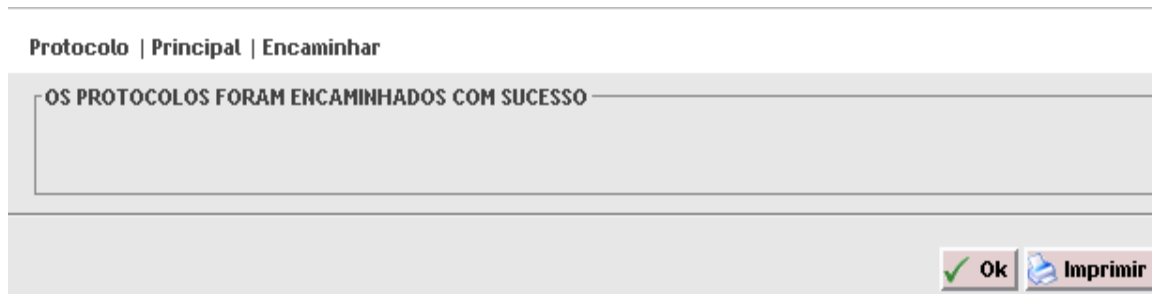 Protocolo | Principal | Encaminhar
OS PROTOCOLOS FORAM ENCAMINHADOS COM SUCESSO
Ok Imprimir